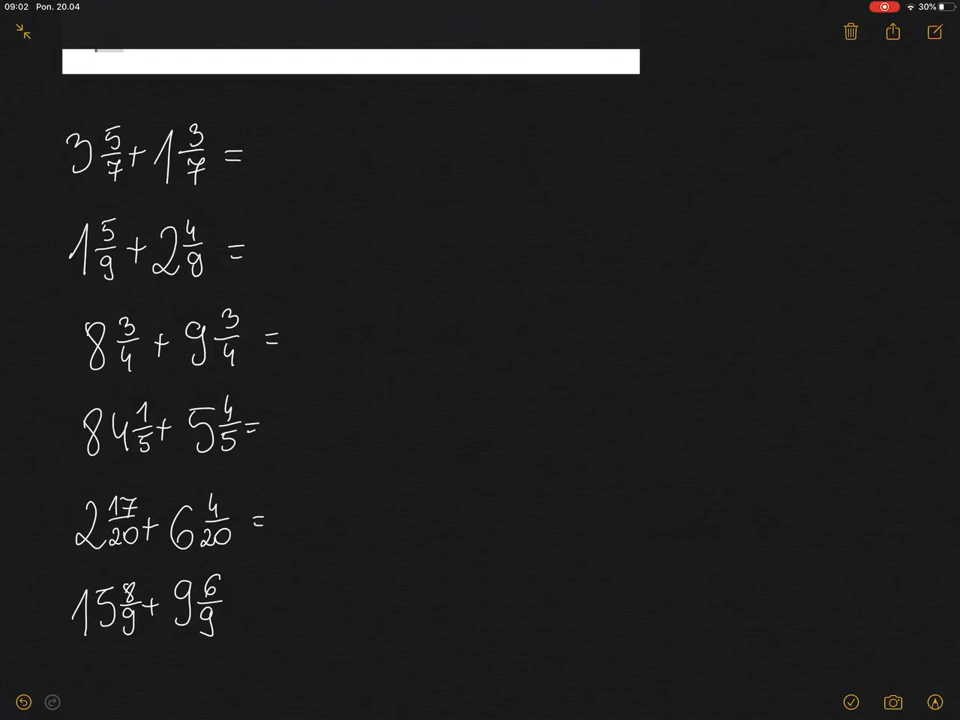 09:02 Pon. 20.04 30%
3 5/7 + 1 3/7 =
1 5/9 + 2 4/9 =
8 3/4 + 9 3/4 =
84 1/5 + 5 4/5 =
2 17/20 + 6 4/20 =
15 8/9 + 9 6/9